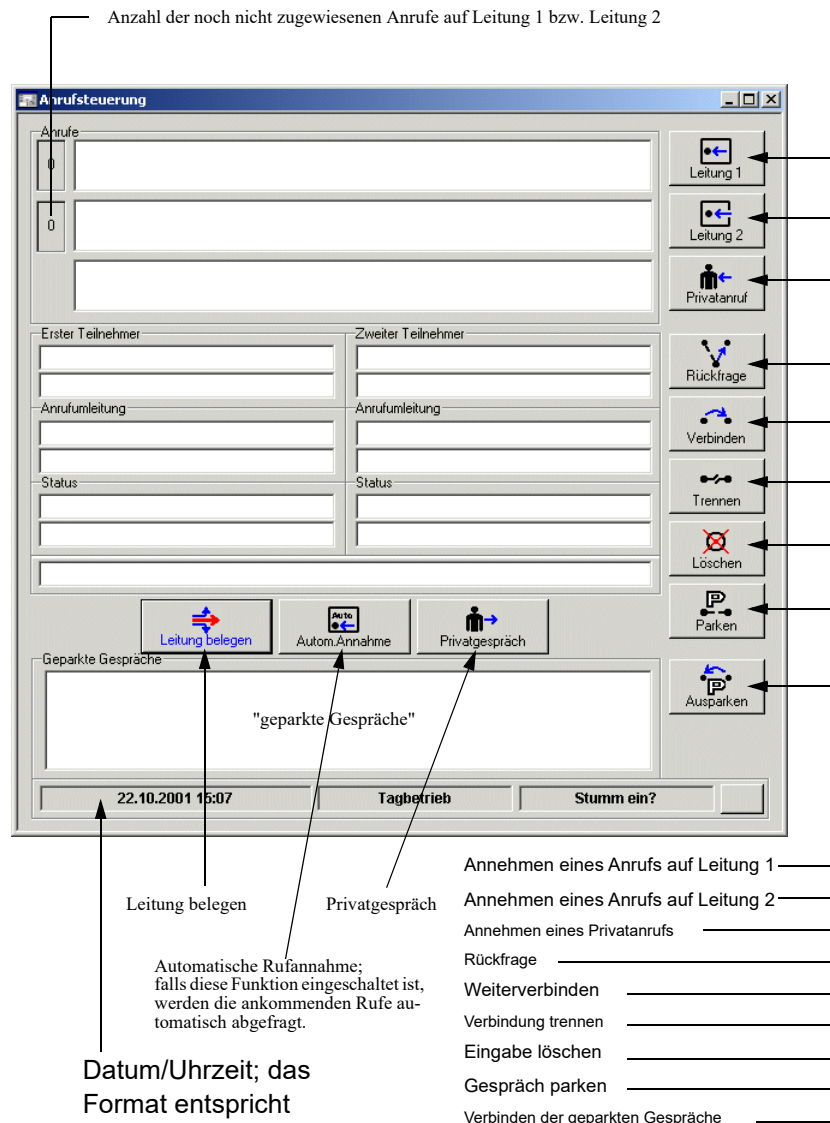 Anzahl der noch nicht zugewiesenen Anrufe auf Leitung 1 bzw. Leitung 2
Anrufsteuerung
Anrufe
0
Leitung 1
0
Leitung 2
Privatanruf
Erster Teilnehmer
Zweiter Teilnehmer
Rückfrage
Anrufumleitung
Anrufumleitung
Verbinden
Status
Status
Trennen
Löschen
Leitung belegen
Auto
Autom.Annahme
Privatgespräch
P
Parken
Geparkte Gespräche
P
Ausparken
"geparkte Gespräche"
22.10.2001 15:07
Tagbetrieb
Stumm ein?
Annehmen eines Anrufs auf Leitung 1
Leitung belegen
Privatgespräch
Annehmen eines Anrufs auf Leitung 2
Annehmen eines Privatanrufs
Automatische Rufannahme;
falls diese Funktion eingeschaltet ist,
werden die ankommenden Rufe au-
tomatisch abgefragt.
Rückfrage
Weiterverbinden
Verbindung trennen
Eingabe löschen
Gespräch parken
Verbinden der geparkten Gespräche
Datum/Uhrzeit; das
Format entspricht